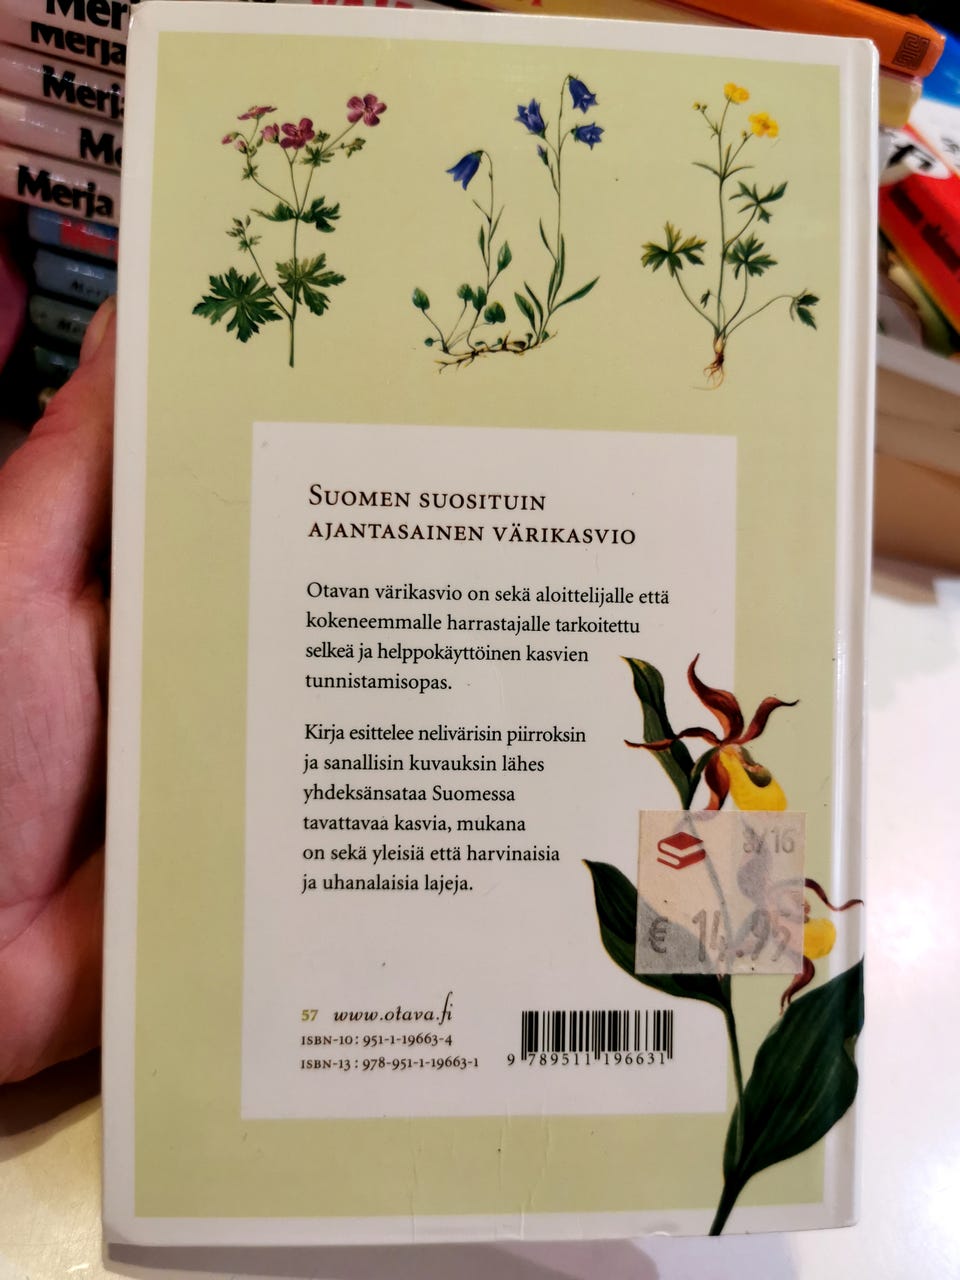 Merja
Merja
Merja
SUOMEN SUOSITUIN
AJANTASAINEN VÄRIKASVIO
Otavan värikasvio on sekä aloittelijalle että
kokeneemmalle harrastajalle tarkoitettu
selkeä ja helppokäyttöinen kasvien
tunnistamisopas.
Kirja esittelee nelivärisin piirroksin
ja sanallisin kuvauksin lähes
yhdeksänsataa Suomessa
tavattavaa kasvia, mukana
on sekä yleisiä että harvinaisia
ja uhanalaisia lajeja.
8/16
€ 14.95
57 www.otava.fi
ISBN-10: 951-1-19663-4
ISBN-13: 978-951-1-19663-1
9 789511 196631